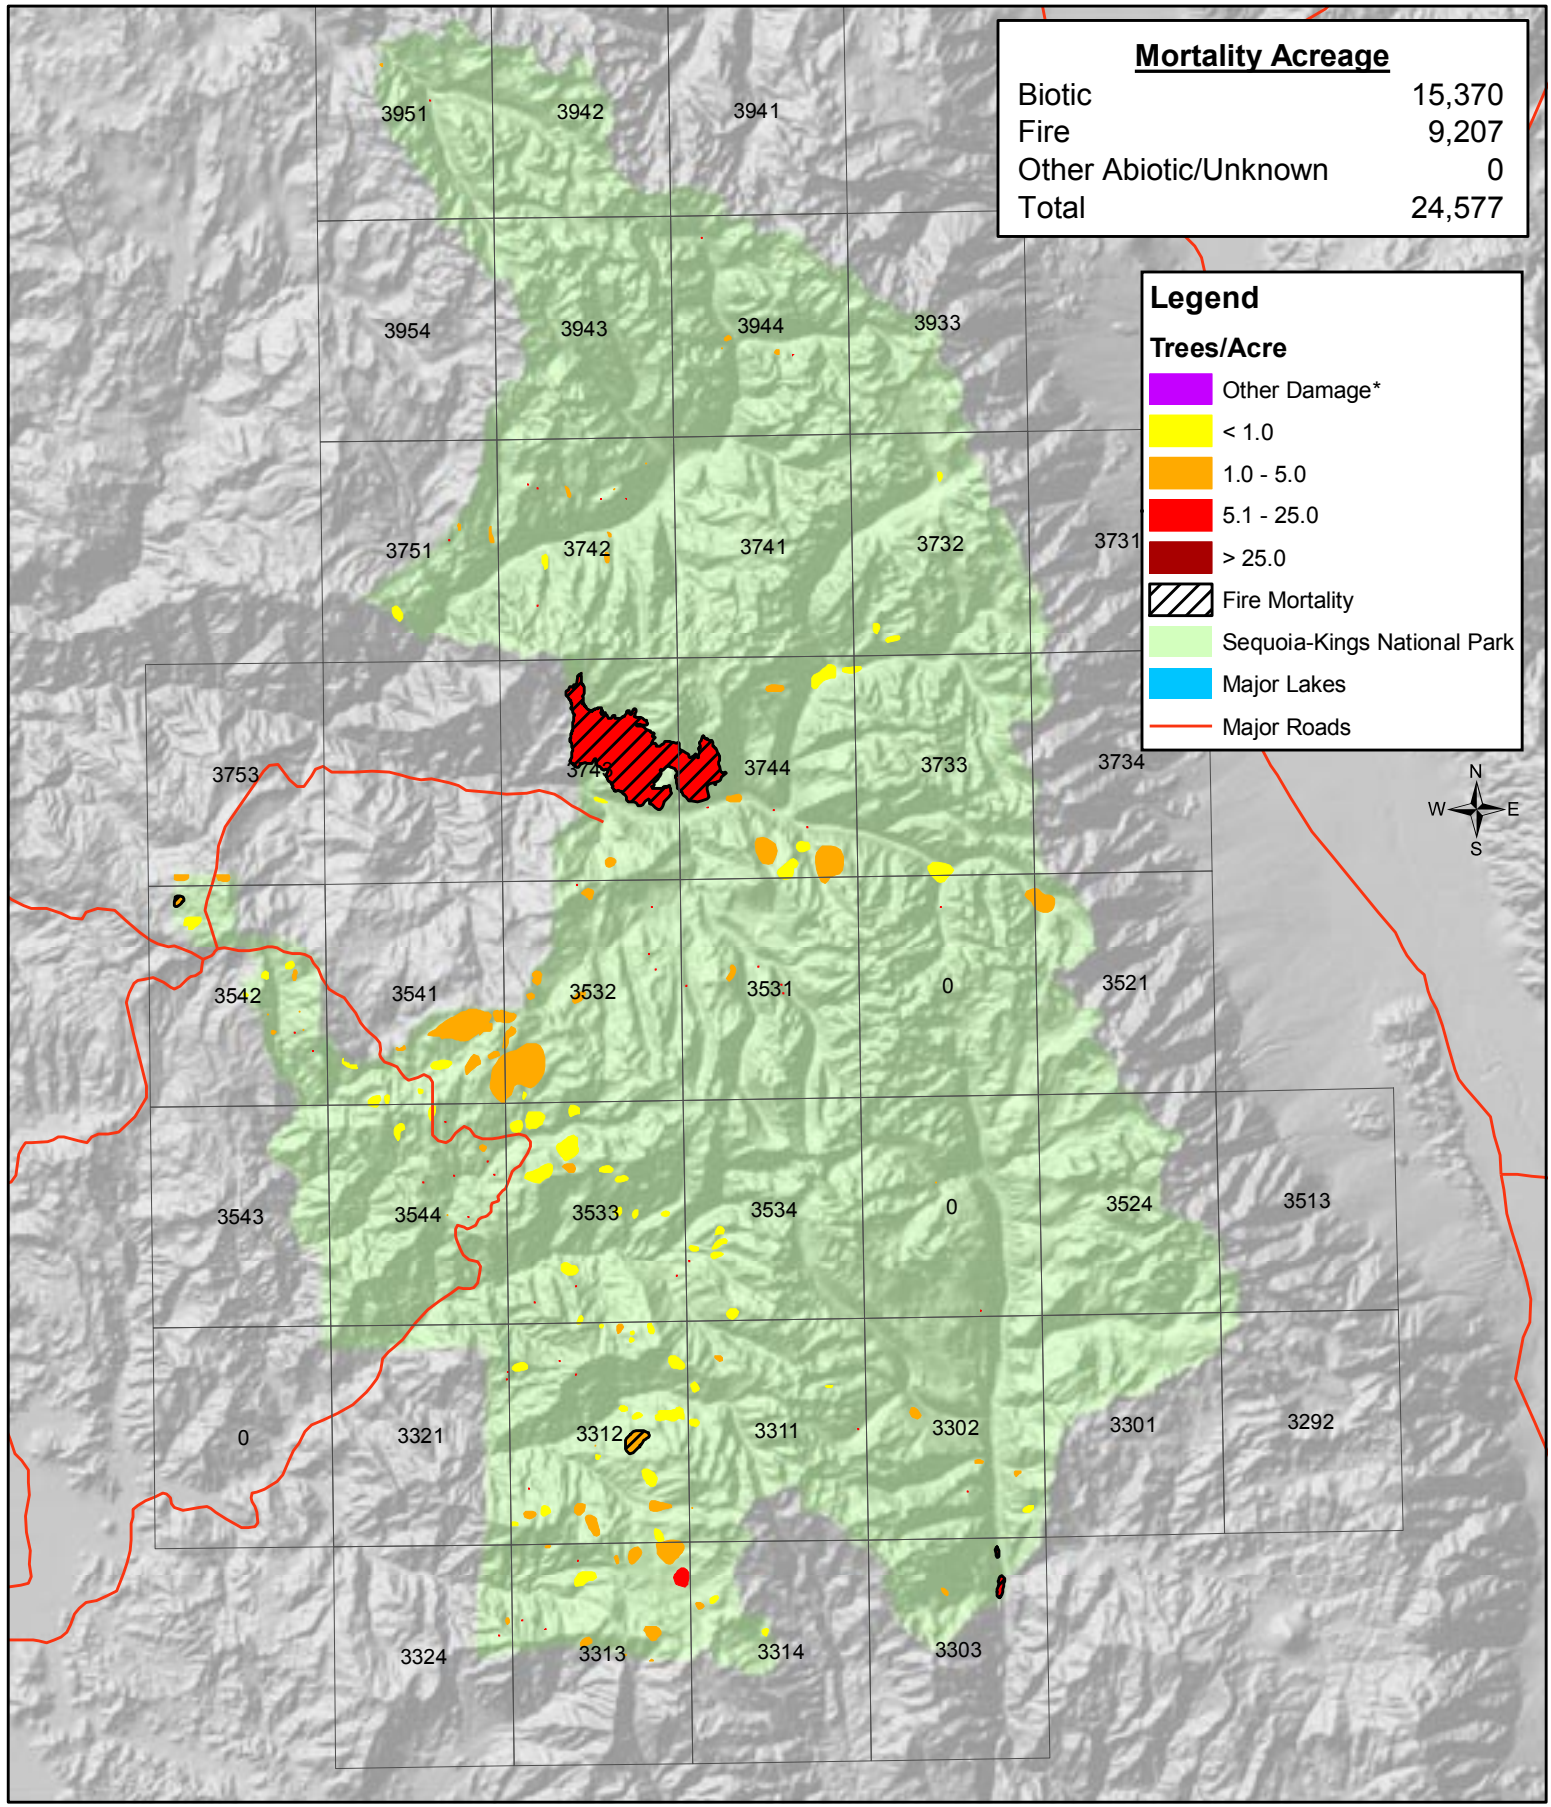 Mortality Acreage
Biotic 15,370
Fire 9,207
Other Abiotic/Unknown 0
Total 24,577
Legend
Trees/Acre
Other Damage*
< 1.0
1.0 - 5.0
5.1 - 25.0
> 25.0
Fire Mortality
Sequoia-Kings National Park
Major Lakes
Major Roads
N
W E
S
3951 3942 3941
3954 3943 3944 3933
3751 3742 3741 3732 3731
3753 3743 3744 3733 3734
3542 3541 3532 3531 0 3521
3543 3544 3533 3534 0 3524 3513
0 3321 3312 3311 3302 3301 3292
3324 3313 3314 3303